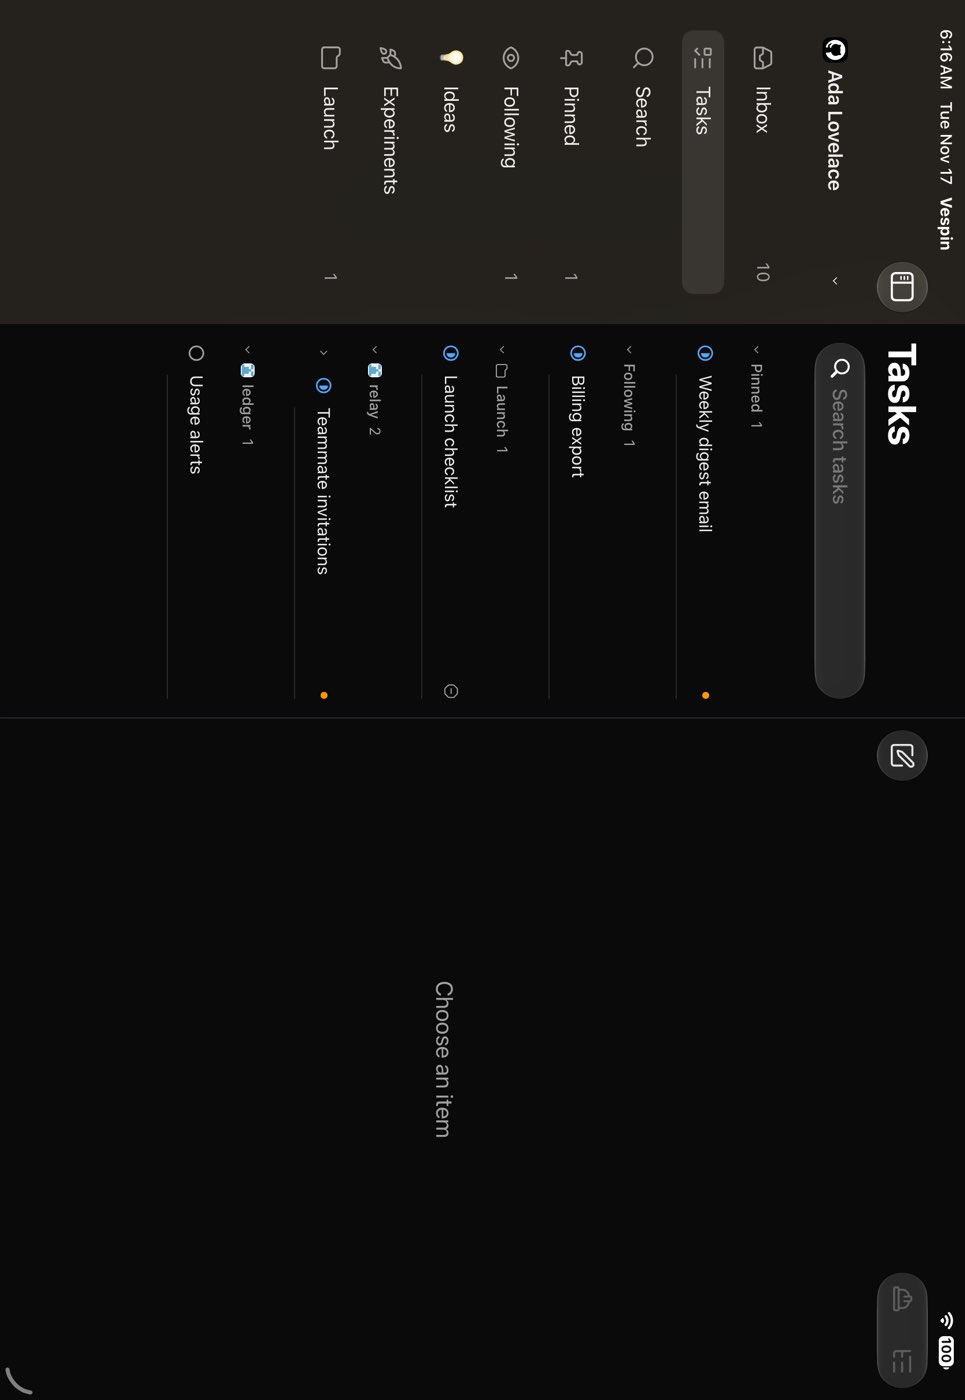 6:16 AM Tue Nov 17 Vespin
100
Ada Lovelace
Inbox 10
Tasks
Search
Pinned 1
Following 1
Ideas
Experiments
Launch 1
Tasks
Search tasks
Pinned 1
Weekly digest email
Following 1
Billing export
Launch 1
Launch checklist
relay 2
Teammate invitations
ledger 1
Usage alerts
Choose an item